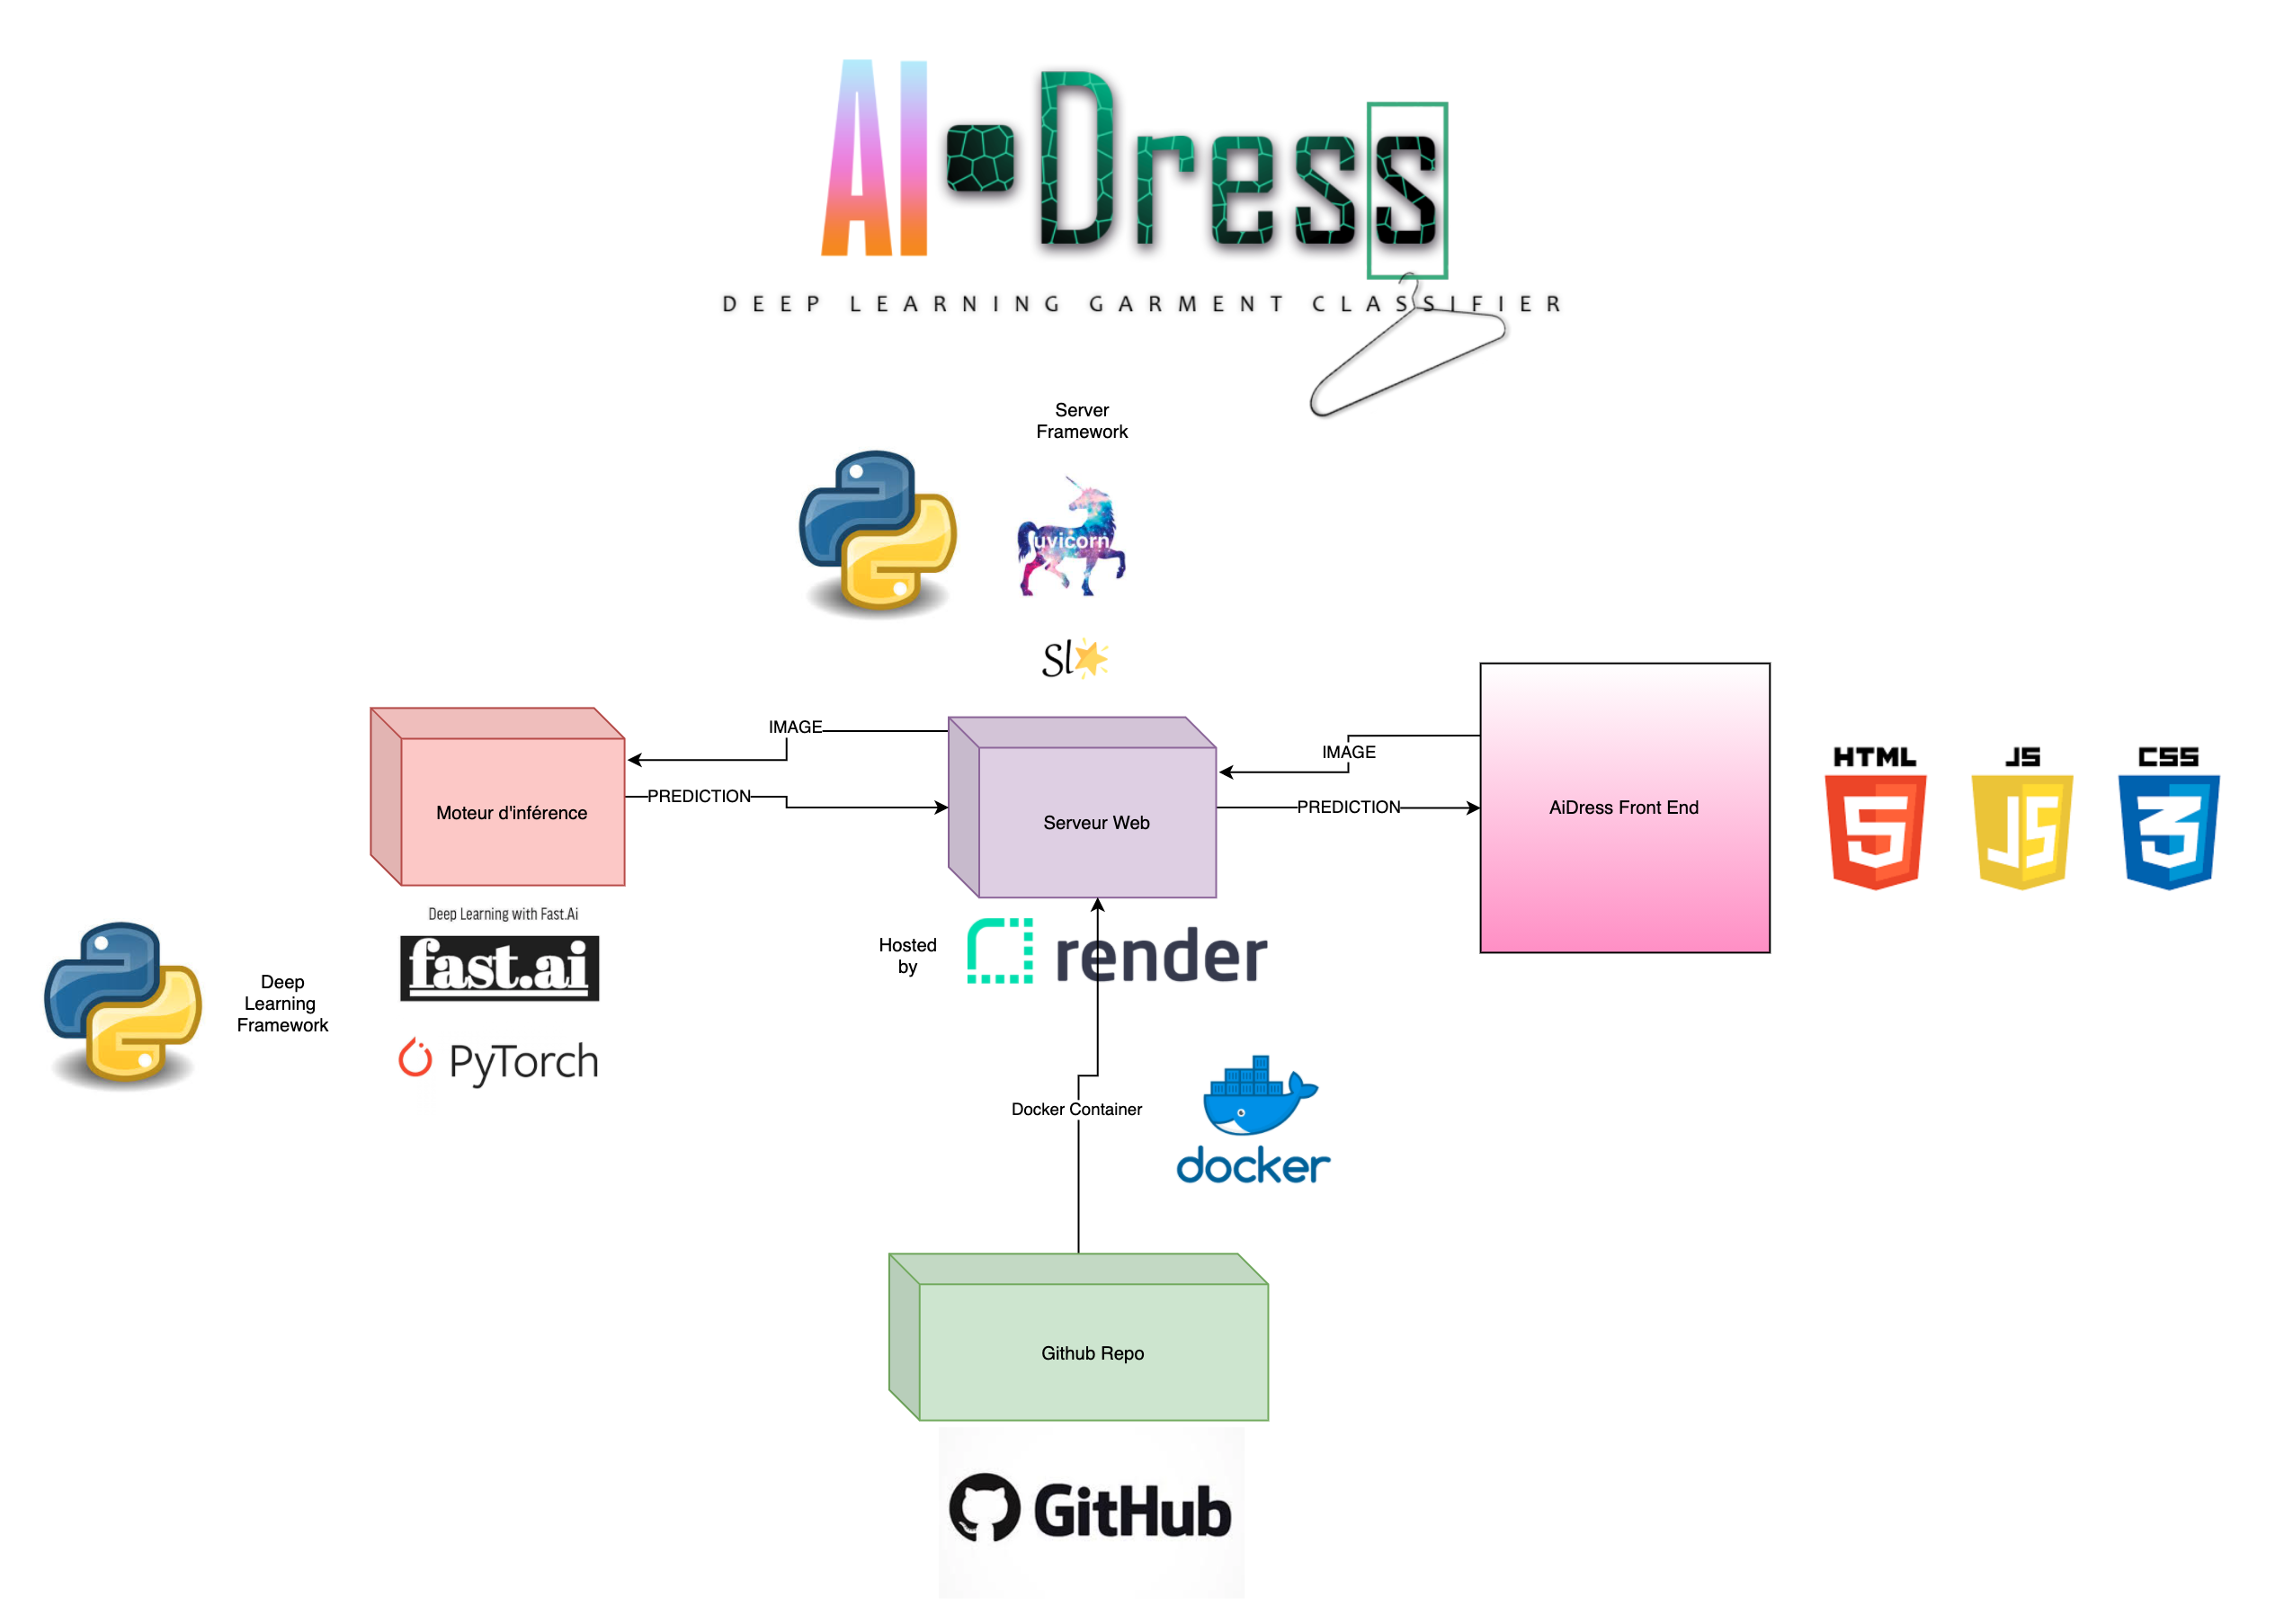 AI-Dress
DEEP LEARNING GARMENT CLASSIFIER
Server
Framework
uvicorn
Sl
IMAGE
IMAGE
PREDICTION
PREDICTION
Moteur d'inférence
Serveur Web
AiDress Front End
HTML
5
JS
JS
CSS
3
Deep Learning with Fast.Ai
fast.ai
PyTorch
Deep
Learning
Framework
Hosted
by
render
Docker Container
docker
Github Repo
GitHub